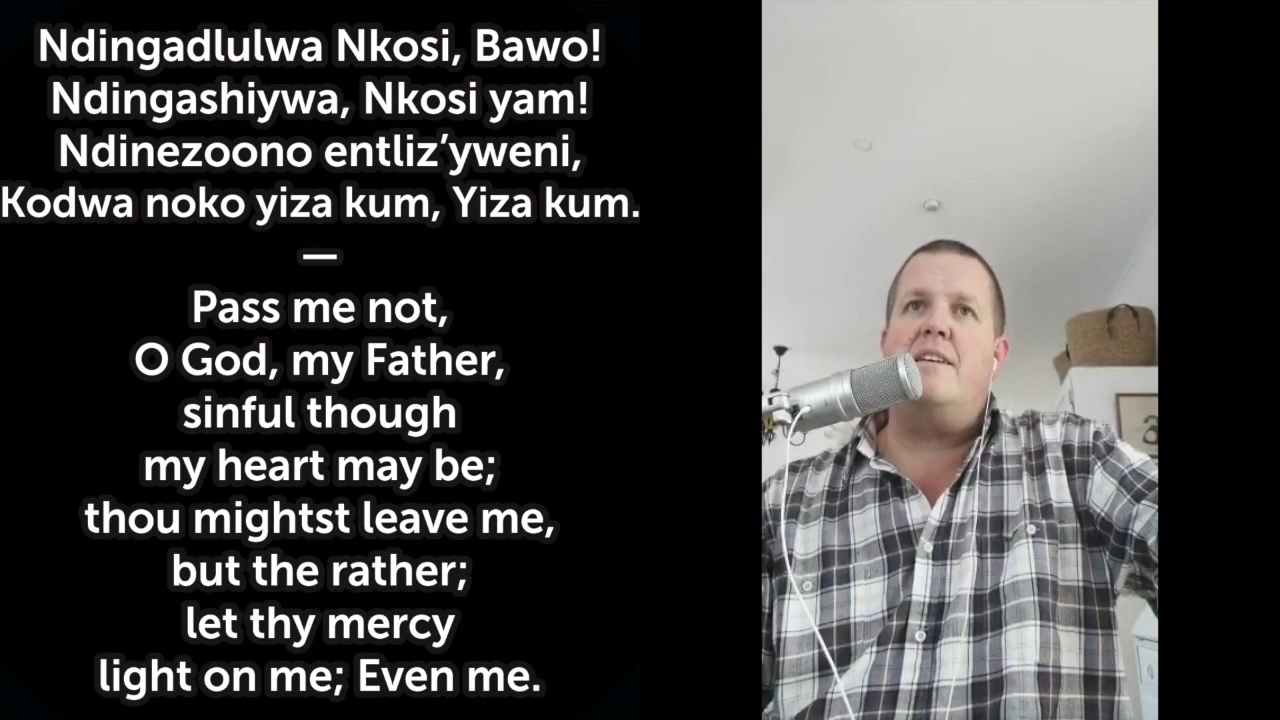 Ndingadlulwa Nkosi, Bawo!
Ndingashiywa, Nkosi yam!
Ndinezoono entliz’yweni,
Kodwa noko yiza kum, Yiza kum.
—
Pass me not,
O God, my Father,
sinful though
my heart may be;
thou mightst leave me,
but the rather;
let thy mercy
light on me; Even me.